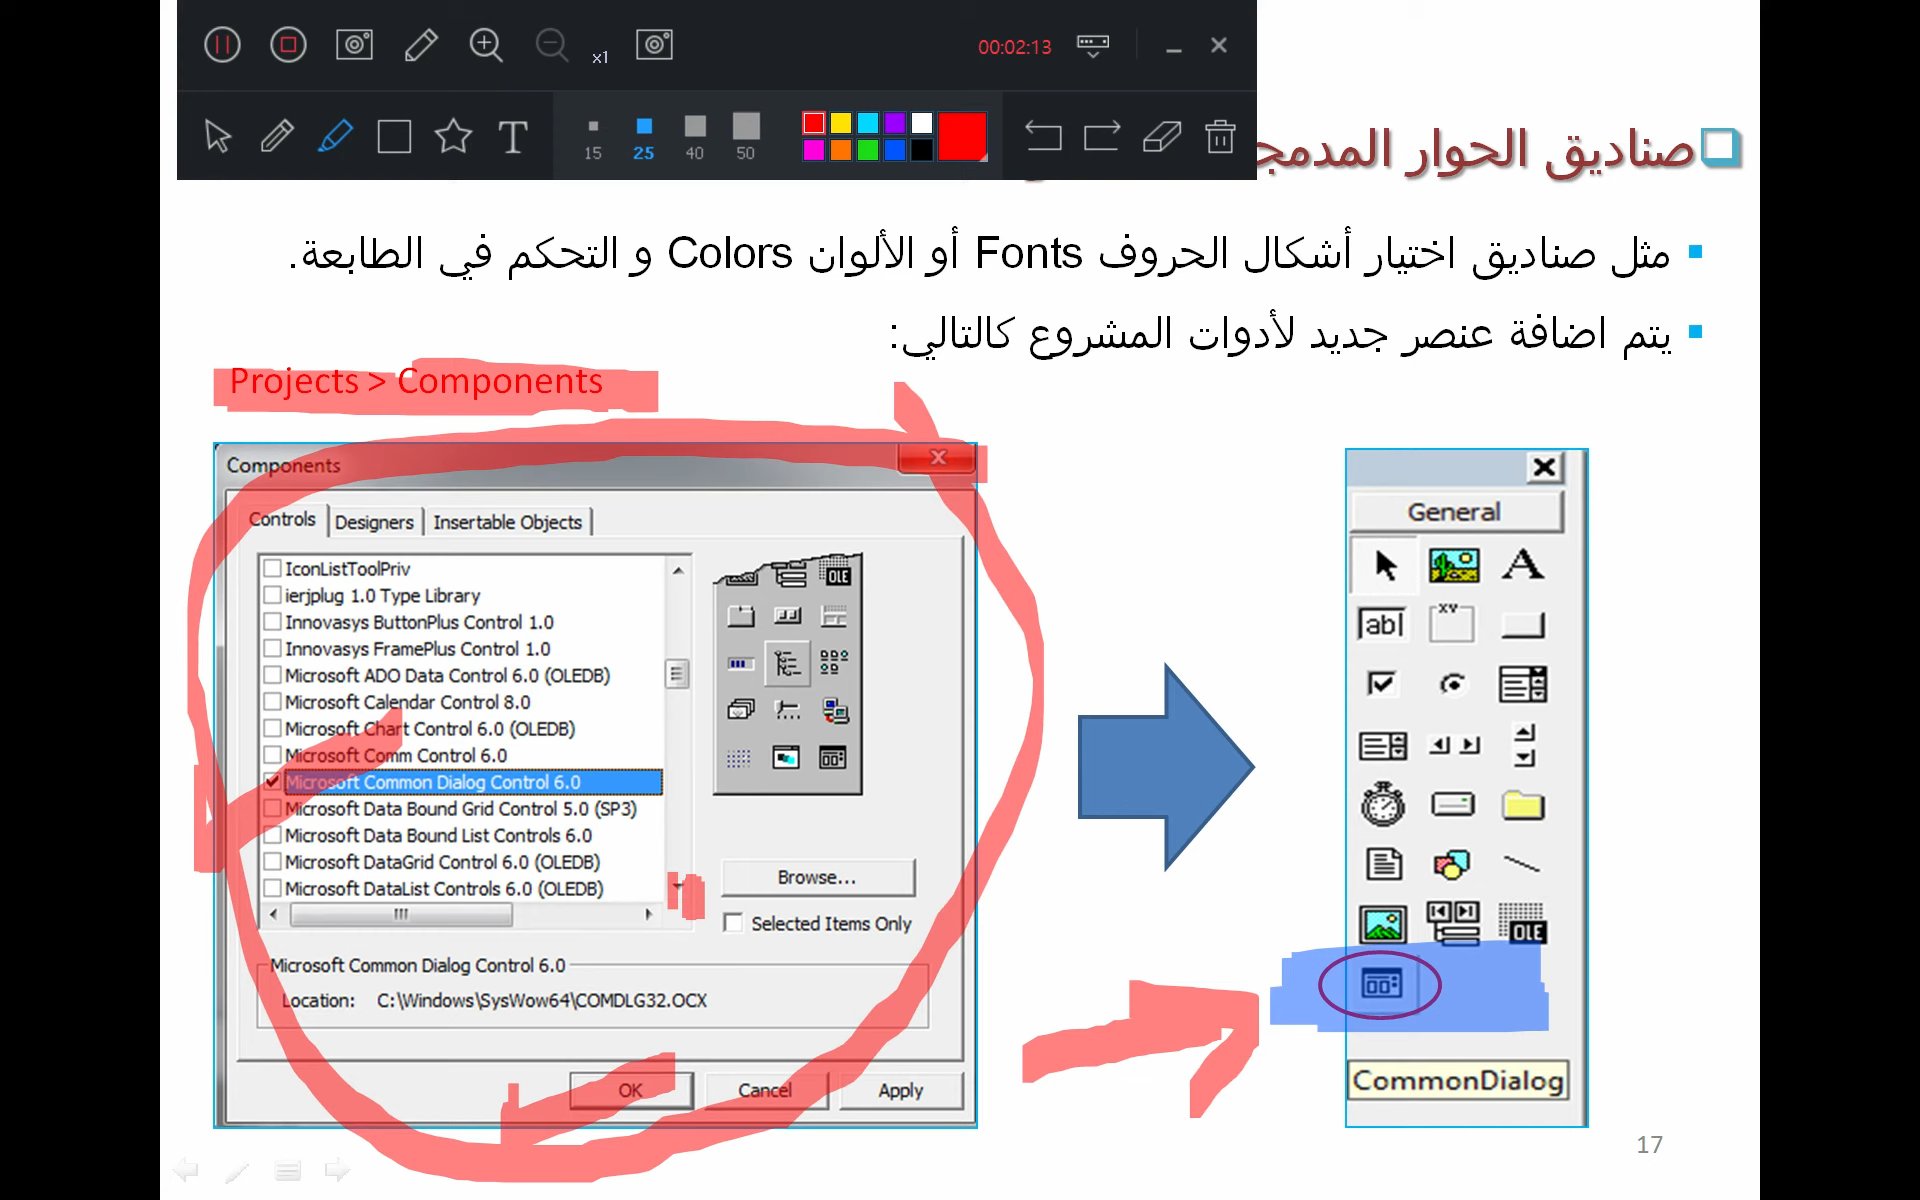 x1
00:02:13
15
25
40
50
صناديق الحوار
مثل صناديق اختيار أشكال الحروف Fonts أو الألوان Colors و التحكم في الطابعة.
يتم اضافة عنصر جديد لأدوات المشروع كالتالي:
Projects > Components
Components
Controls
Designers
Insertable Objects
IconListToolPriv
ierjplug 1.0 Type Library
Innovasys ButtonPlus Control 1.0
Innovasys FramePlus Control 1.0
Microsoft ADO Data Control 6.0 (OLEDB)
Microsoft Calendar Control 8.0
Microsoft Chart Control 6.0 (OLEDB)
Microsoft Comm Control 6.0
Microsoft Common Dialog Control 6.0
Microsoft Data Bound Grid Control 5.0 (SP3)
Microsoft Data Bound List Controls 6.0
Microsoft DataGrid Control 6.0 (OLEDB)
Microsoft DataList Controls 6.0 (OLEDB)
OLE
Browse...
Selected Items Only
Microsoft Common Dialog Control 6.0
Location: C:\Windows\SysWow64\COMDLG32.OCX
OK
Cancel
Apply
General
A
ab
XY
OLE
CommonDialog
17